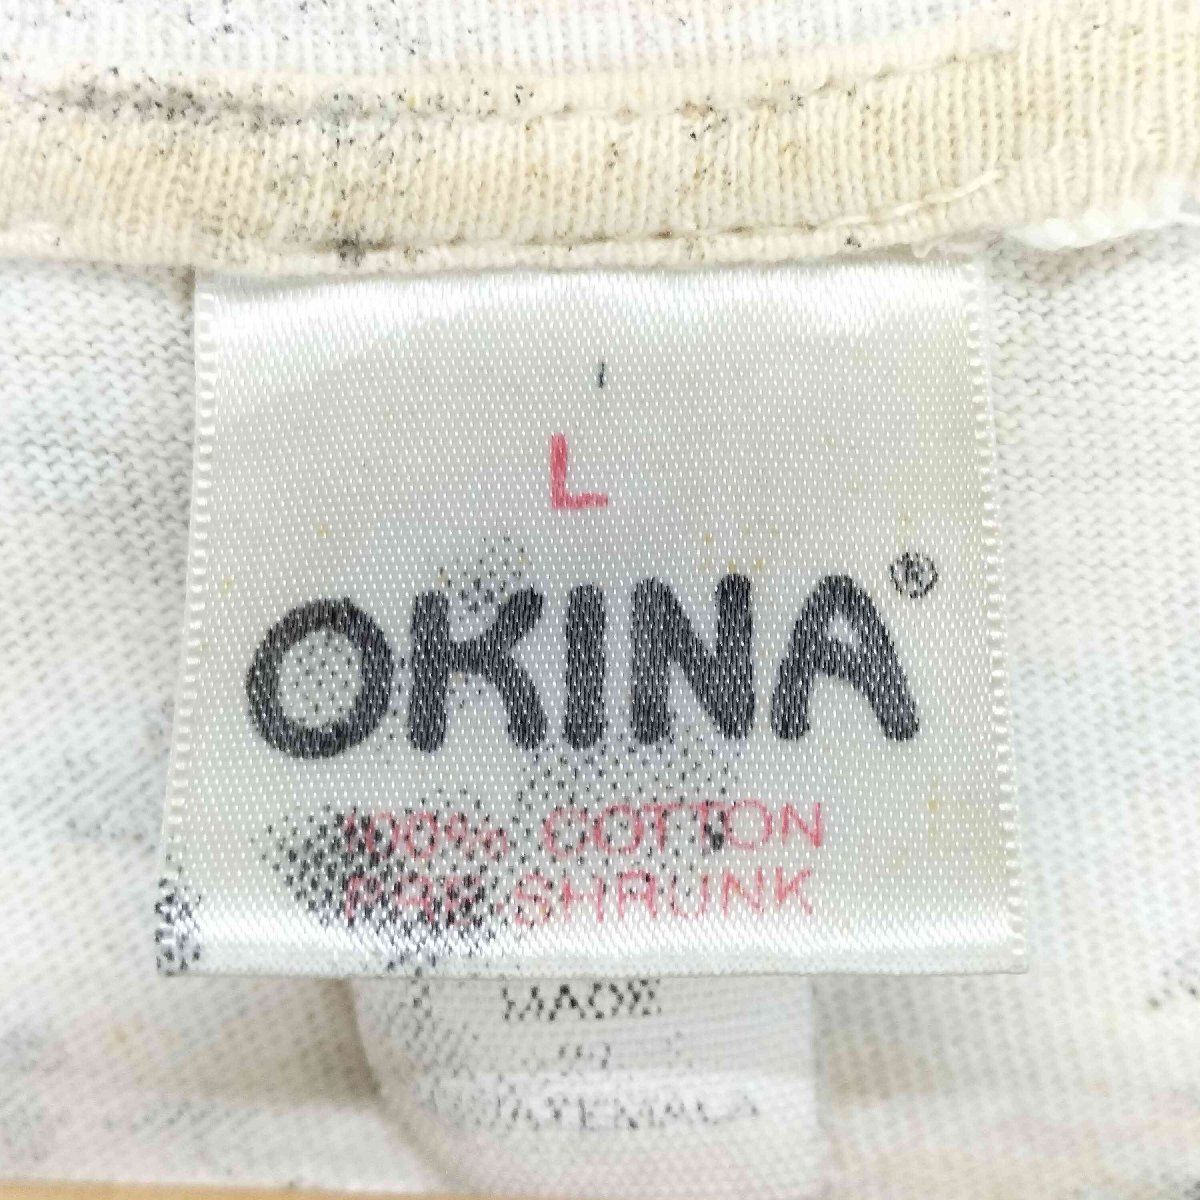 L
OKINA®
100% COTTON
PRE-SHRUNK
MADE
IN
GUATEMALA